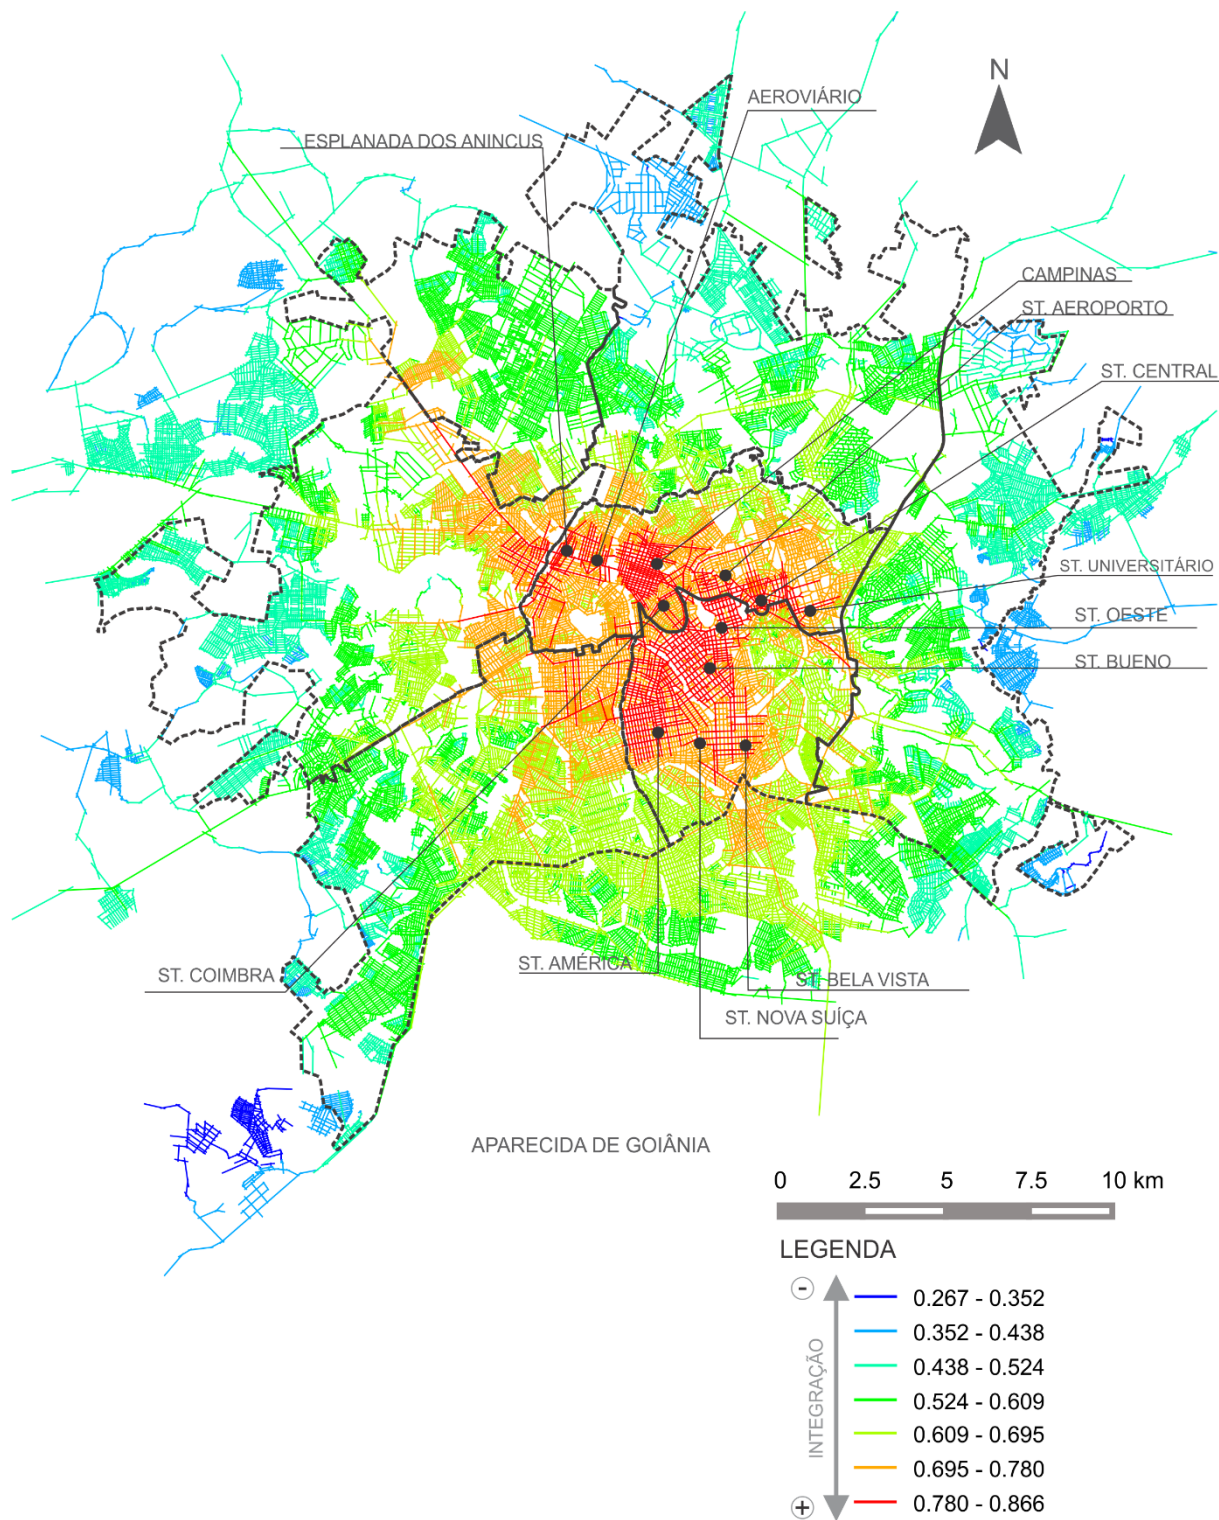 N
AEROVIÁRIO
ESPLANADA DOS ANINCUS
CAMPINAS
ST. AEROPORTO
ST. CENTRAL
ST. UNIVERSITÁRIO
ST. OESTE
ST. BUENO
ST. COIMBRA
ST. AMÉRICA
ST. BELA VISTA
ST. NOVA SUÍÇA
APARECIDA DE GOIÂNIA
0 2.5 5 7.5 10 km
LEGENDA
-
INTEGRAÇÃO
+
0.267 - 0.352
0.352 - 0.438
0.438 - 0.524
0.524 - 0.609
0.609 - 0.695
0.695 - 0.780
0.780 - 0.866